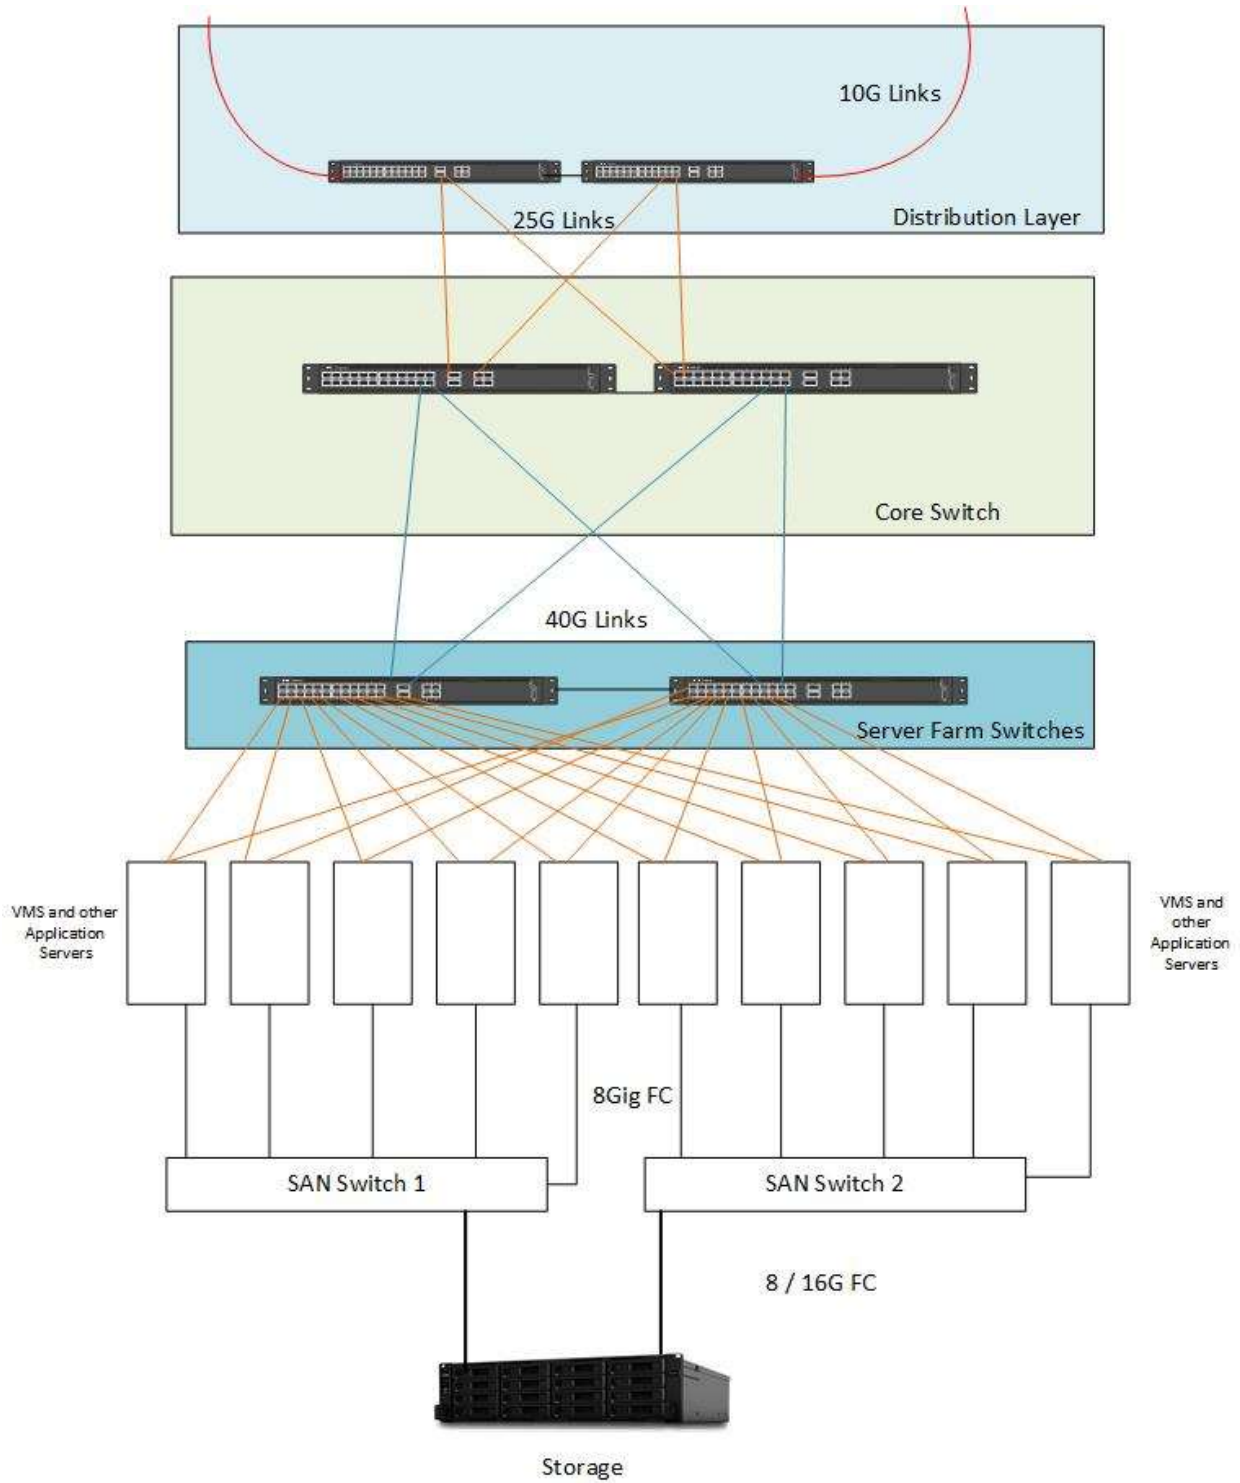 10G Links
25G Links
Distribution Layer
Core Switch
40G Links
Server Farm Switches
VMS and other
Application
Servers
VMS and
other
Application
Servers
8Gig FC
SAN Switch 1
SAN Switch 2
8 / 16G FC
Storage